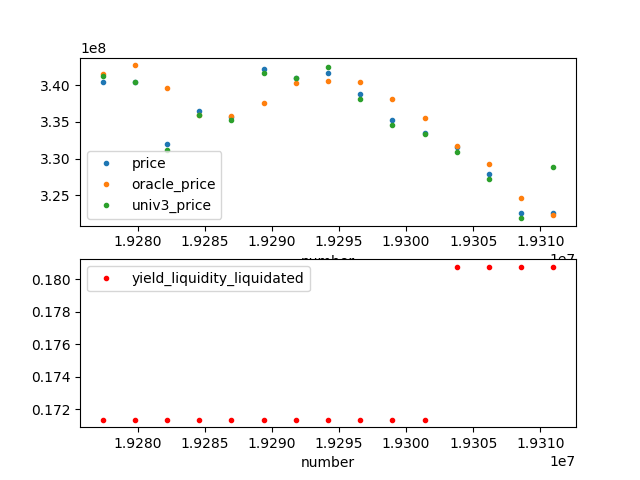 1e8
3.40
3.35
3.30
3.25
price
oracle_price
univ3_price
1.9280 1.9285 1.9290 1.9295 1.9300 1.9305 1.9310
number
1e7
0.180
0.178
0.176
0.174
0.172
yield_liquidity_liquidated
1.9280 1.9285 1.9290 1.9295 1.9300 1.9305 1.9310
number
1e7